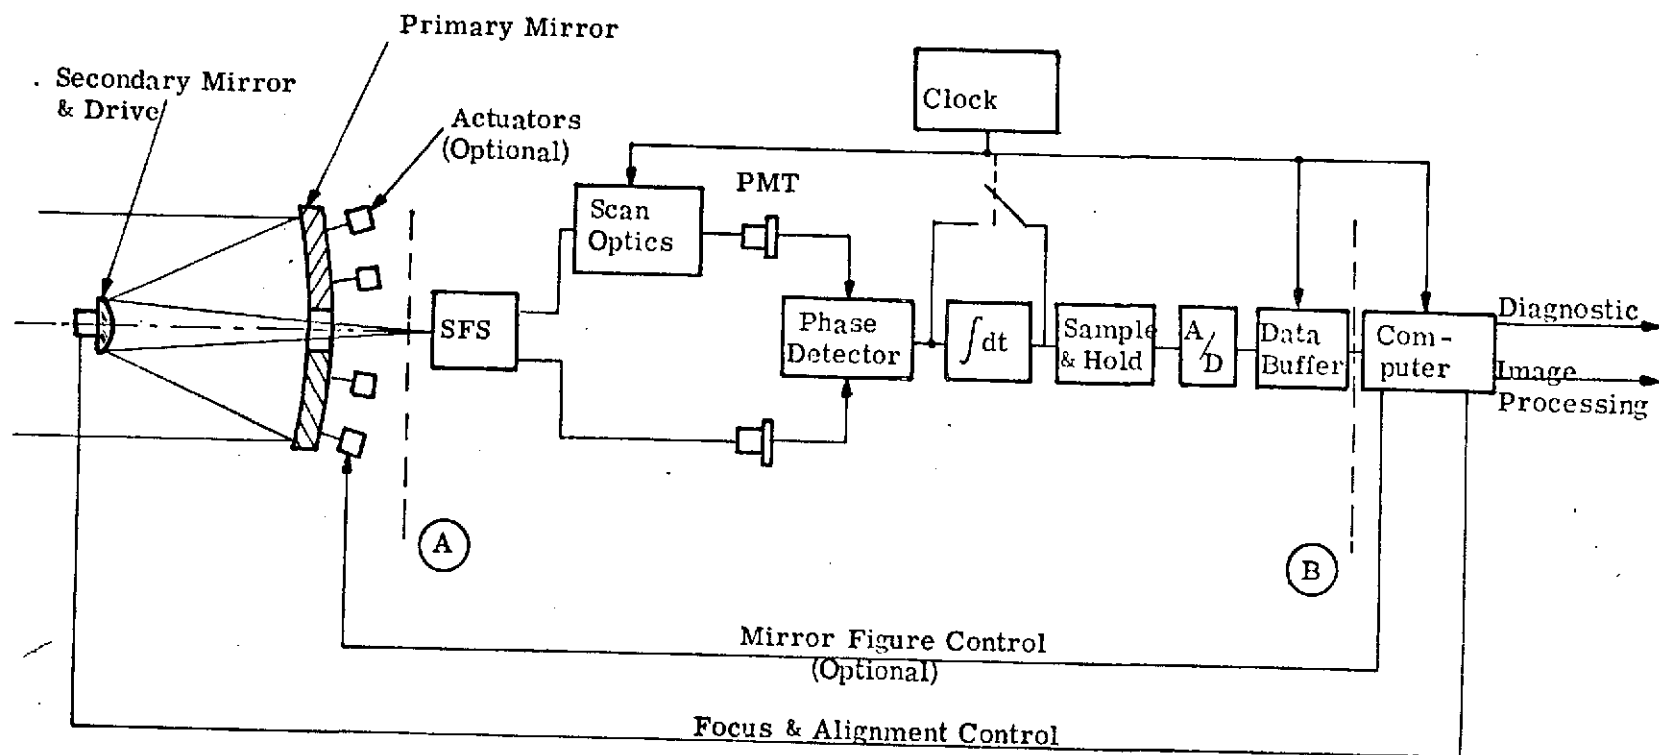 Primary Mirror
Secondary Mirror
& Drive
Actuators
(Optional)
Clock
PMT
Scan
Optics
SFS
Phase
Detector
∫dt
Sample
& Hold
A/D
Data
Buffer
Com-
puter
Diagnostic
Image
Processing
A
B
Mirror Figure Control
(Optional)
Focus & Alignment Control